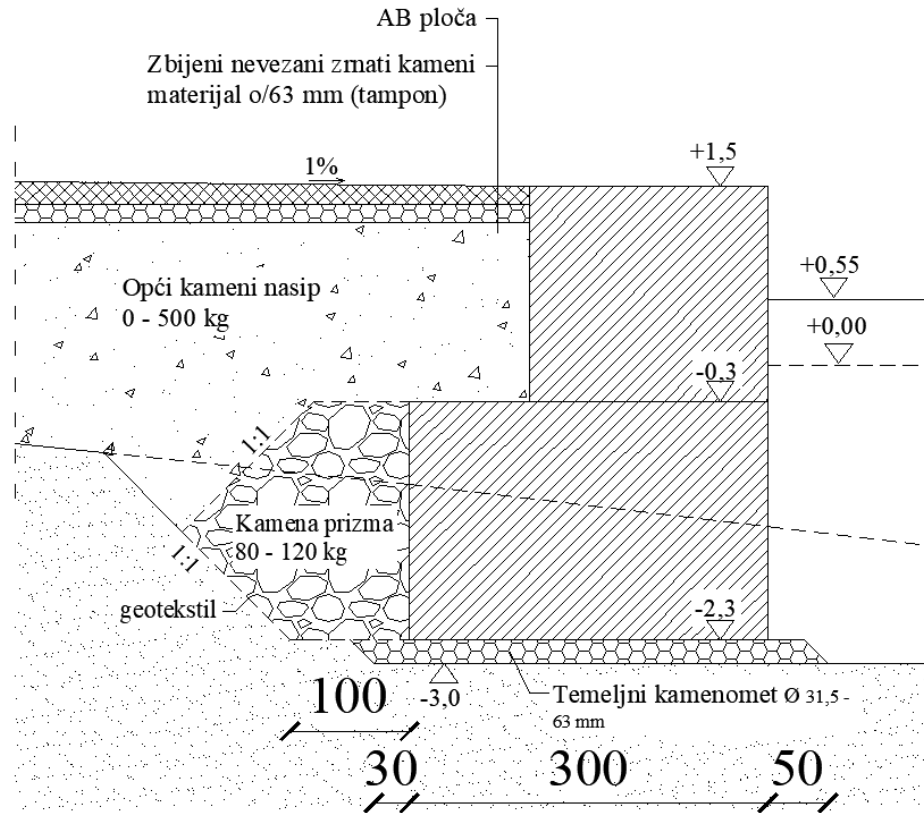 AB ploča
Zbijeni nevezani zrnati kameni
materijal o/63 mm (tampon)
1%
+1,5
+0,55
+0,00
Opći kameni nasip
0 - 500 kg
-0,3
1:1
Kamena prizma
80 - 120 kg
1:1
geotekstil
-2,3
-3,0
Temeljni kamenomet Ø 31,5 -
63 mm
100
30
300
50